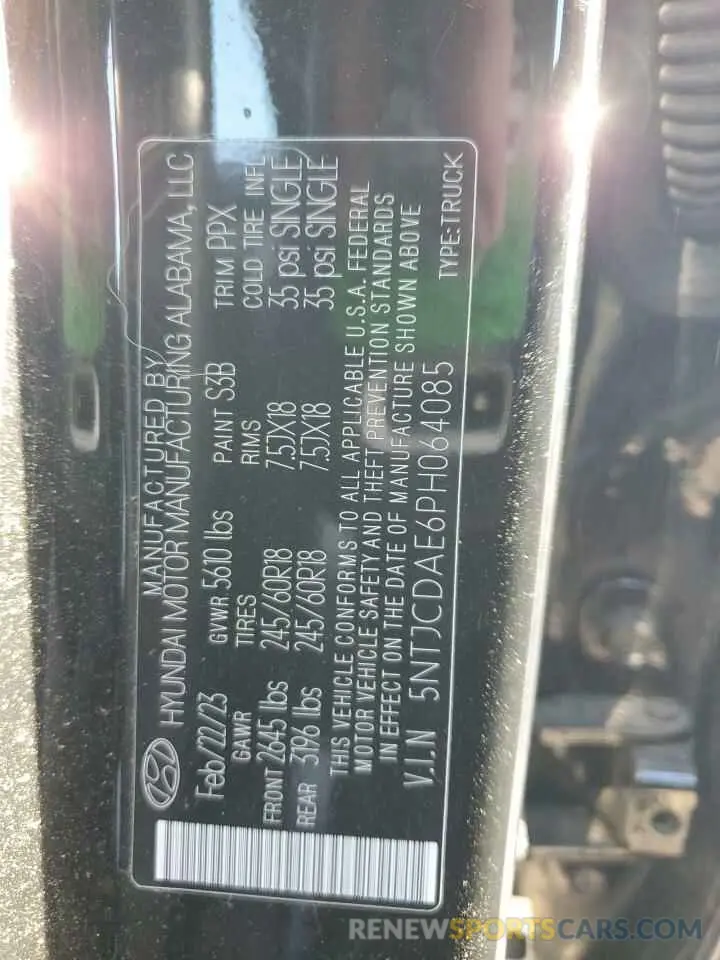 MANUFACTURED BY
HYUNDAI MOTOR MANUFACTURING ALABAMA, LLC
Feb/22/23 GVWR 5610 lbs PAINT S3B TRIM PPX
GAWR TIRES RIMS COLD TIRE INFL
FRONT 2645 lbs 245/60R18 7.5JX18 35 psi SINGLE
REAR 3196 lbs 245/60R18 7.5JX18 35 psi SINGLE
THIS VEHICLE CONFORMS TO ALL APPLICABLE U.S.A. FEDERAL
MOTOR VEHICLE SAFETY AND THEFT PREVENTION STANDARDS
IN EFFECT ON THE DATE OF MANUFACTURE SHOWN ABOVE
V.I.N 5NTJCDAE6PH064085 TYPE:TRUCK
RENEWSPORTSCARS.COM